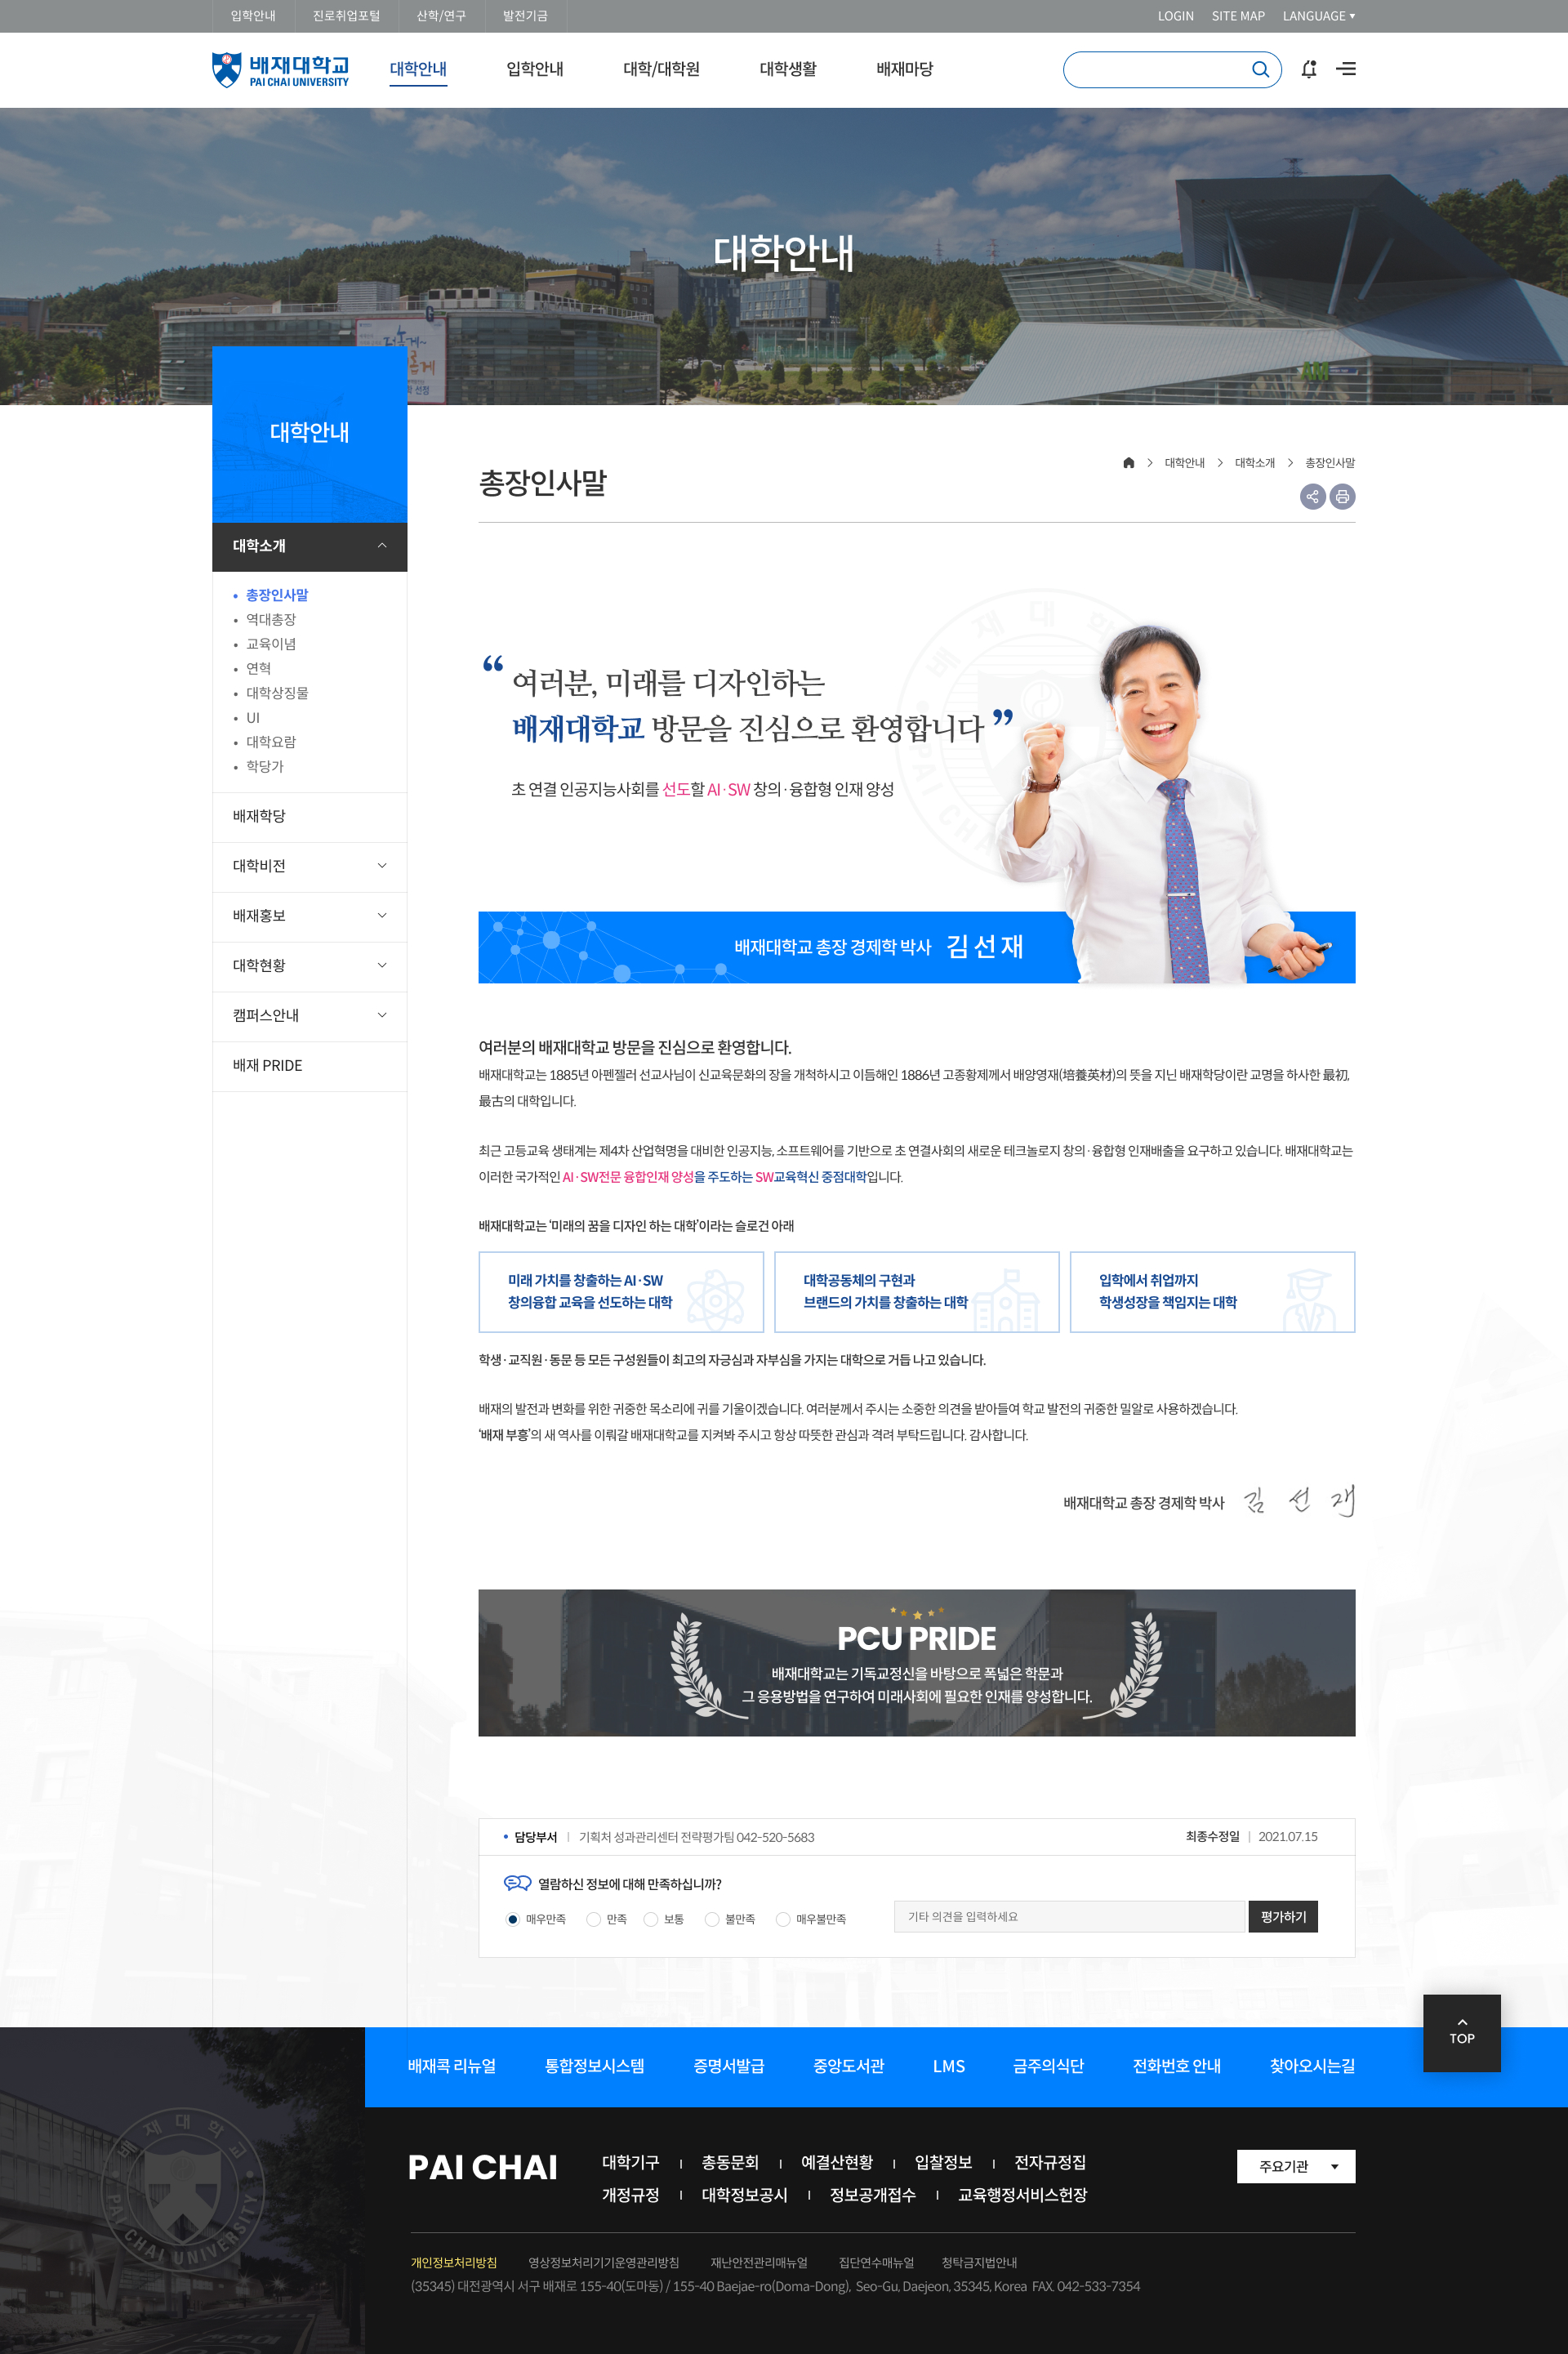 입학안내 진로취업포털 산학/연구 발전기금 LOGIN SITE MAP LANGUAGE
배재대학교
PAI CHAI UNIVERSITY
대학안내 입학안내 대학/대학원 대학생활 배재마당
대학안내
대학안내
대학소개
총장인사말
역대총장
교육이념
연혁
대학상징물
UI
대학요람
학당가
배재학당
대학비전
배재홍보
대학현황
캠퍼스안내
배재 PRIDE
대학안내 대학소개 총장인사말
총장인사말
배 재 대 학
PAI CHAI
“ 여러분, 미래를 디자인하는
배재대학교 방문을 진심으로 환영합니다 ”
초 연결 인공지능사회를 선도할 AI·SW 창의·융합형 인재 양성
배재대학교 총장 경제학 박사 김선재
여러분의 배재대학교 방문을 진심으로 환영합니다.
배재대학교는 1885년 아펜젤러 선교사님이 신교육문화의 장을 개척하시고 이듬해인 1886년 고종황제께서 배양영재(培養英材)의 뜻을 지닌 배재학당이란 교명을 하사한 最初,
最古의 대학입니다.
최근 고등교육 생태계는 제4차 산업혁명을 대비한 인공지능, 소프트웨어를 기반으로 초 연결사회의 새로운 테크놀로지 창의·융합형 인재배출을 요구하고 있습니다. 배재대학교는
이러한 국가적인 AI·SW전문 융합인재 양성을 주도하는 SW교육혁신 중점대학입니다.
배재대학교는 ‘미래의 꿈을 디자인 하는 대학’이라는 슬로건 아래
미래 가치를 창출하는 AI·SW
창의융합 교육을 선도하는 대학
대학공동체의 구현과
브랜드의 가치를 창출하는 대학
입학에서 취업까지
학생성장을 책임지는 대학
학생·교직원·동문 등 모든 구성원들이 최고의 자긍심과 자부심을 가지는 대학으로 거듭 나고 있습니다.
배재의 발전과 변화를 위한 귀중한 목소리에 귀를 기울이겠습니다. 여러분께서 주시는 소중한 의견을 받아들여 학교 발전의 귀중한 밀알로 사용하겠습니다.
‘배재 부흥’의 새 역사를 이뤄갈 배재대학교를 지켜봐 주시고 항상 따뜻한 관심과 격려 부탁드립니다. 감사합니다.
배재대학교 총장 경제학 박사 김 선 재
PCU PRIDE
배재대학교는 기독교정신을 바탕으로 폭넓은 학문과
그 응용방법을 연구하여 미래사회에 필요한 인재를 양성합니다.
담당부서 | 기획처 성과관리센터 전략평가팀 042-520-5683 최종수정일 | 2021.07.15
열람하신 정보에 대해 만족하십니까?
매우만족 만족 보통 불만족 매우불만족 기타 의견을 입력하세요 평가하기
TOP
배재콕 리뉴얼 통합정보시스템 증명서발급 중앙도서관 LMS 금주의식단 전화번호 안내 찾아오시는길
PAI CHAI
대학기구 | 총동문회 | 예결산현황 | 입찰정보 | 전자규정집
개정규정 | 대학정보공시 | 정보공개접수 | 교육행정서비스헌장
주요기관
개인정보처리방침 영상정보처리기기운영관리방침 재난안전관리매뉴얼 집단연수매뉴얼 청탁금지법안내
(35345) 대전광역시 서구 배재로 155-40(도마동) / 155-40 Baejae-ro(Doma-Dong), Seo-Gu, Daejeon, 35345, Korea FAX. 042-533-7354